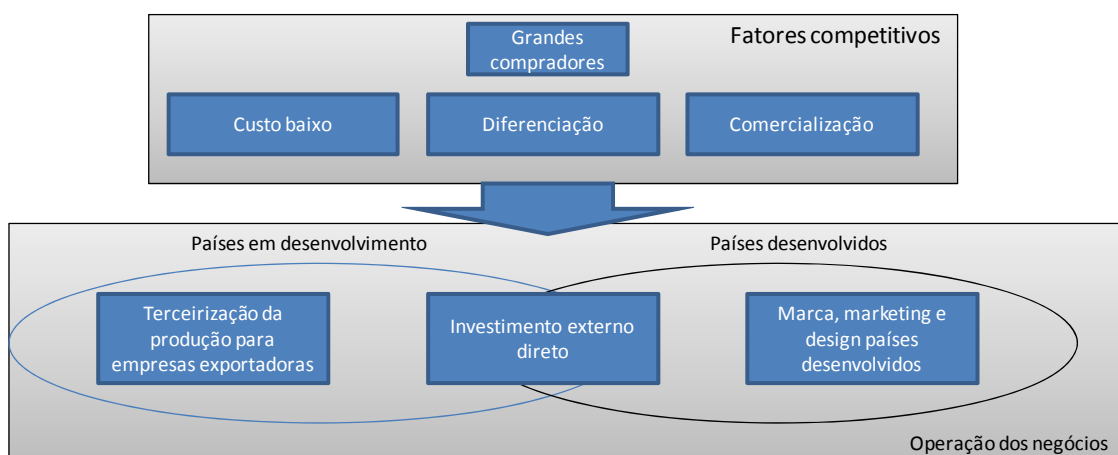 Fatores competitivos
Grandes
compradores
Custo baixo
Diferenciação
Comercialização
Países em desenvolvimento
Países desenvolvidos
Terceirização da
produção para
empresas exportadoras
Investimento externo
direto
Marca, marketing e
design países
desenvolvidos
Operação dos negócios